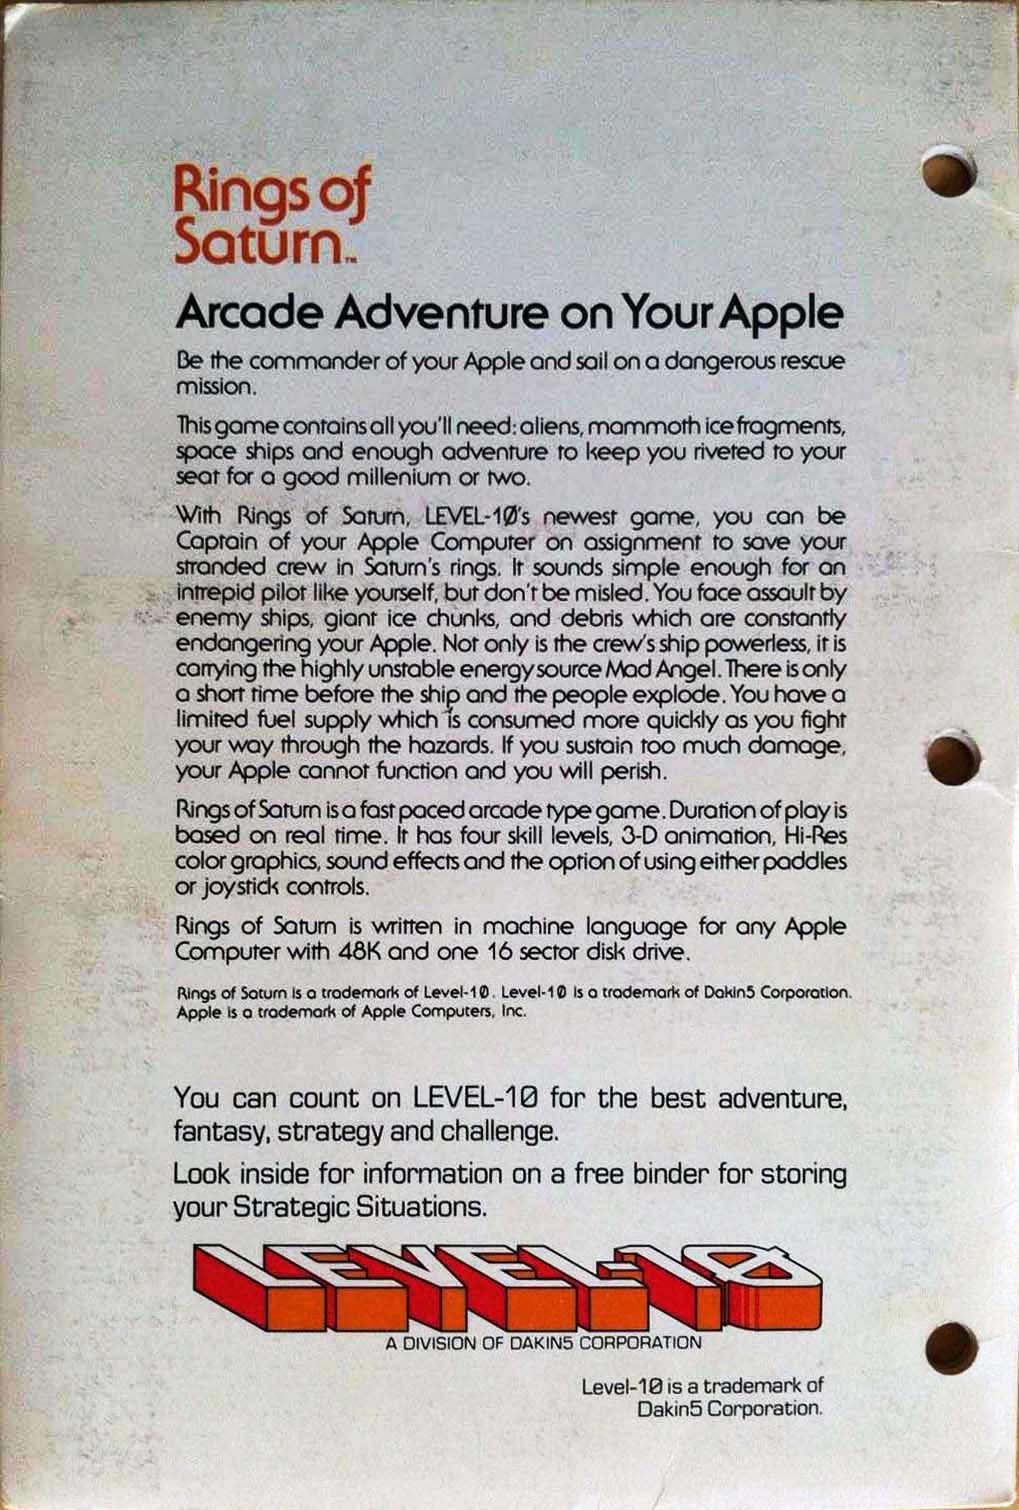 Rings of
Saturn™
Arcade Adventure on Your Apple
Be the commander of your Apple and sail on a dangerous rescue
mission.
This game contains all you'll need: aliens, mammoth ice fragments,
space ships and enough adventure to keep you riveted to your
seat for a good millenium or two.
With Rings of Saturn, LEVEL-1Ø's newest game, you can be
Captain of your Apple Computer on assignment to save your
stranded crew in Saturn's rings. It sounds simple enough for an
intrepid pilot like yourself, but don't be misled. You face assault by
enemy ships, giant ice chunks, and debris which are constantly
endangering your Apple. Not only is the crew's ship powerless, it is
carrying the highly unstable energy source Mad Angel. There is only
a short time before the ship and the people explode. You have a
limited fuel supply which is consumed more quickly as you fight
your way through the hazards. If you sustain too much damage,
your Apple cannot function and you will perish.
Rings of Saturn is a fast paced arcade type game. Duration of play is
based on real time. It has four skill levels, 3-D animation, Hi-Res
color graphics, sound effects and the option of using either paddles
or joystick controls.
Rings of Saturn is written in machine language for any Apple
Computer with 48K and one 16 sector disk drive.
Rings of Saturn is a trademark of Level-1Ø. Level-1Ø is a trademark of Dakin5 Corporation.
Apple is a trademark of Apple Computers, Inc.
You can count on LEVEL-1Ø for the best adventure,
fantasy, strategy and challenge.
Look inside for information on a free binder for storing
your Strategic Situations.
LEVEL-1Ø
A DIVISION OF DAKIN5 CORPORATION
Level-1Ø is a trademark of
Dakin5 Corporation.